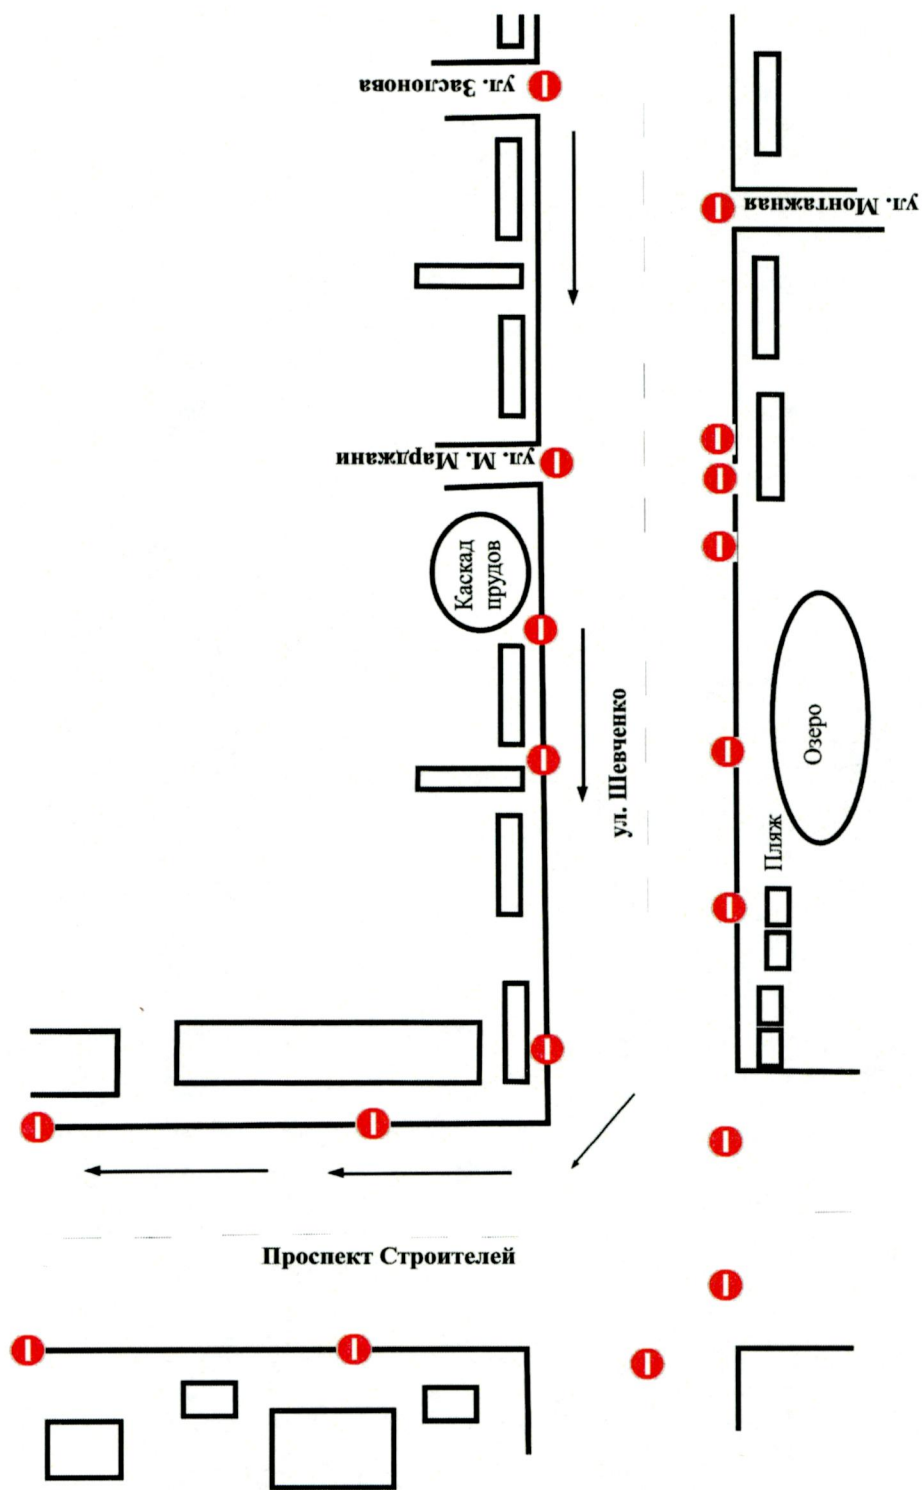 ул. Заслонова
ул. Монтажная
ул. М. Марджани
Каскад
прудов
ул. Шевченко
Озеро
Пляж
Проспект Строителей